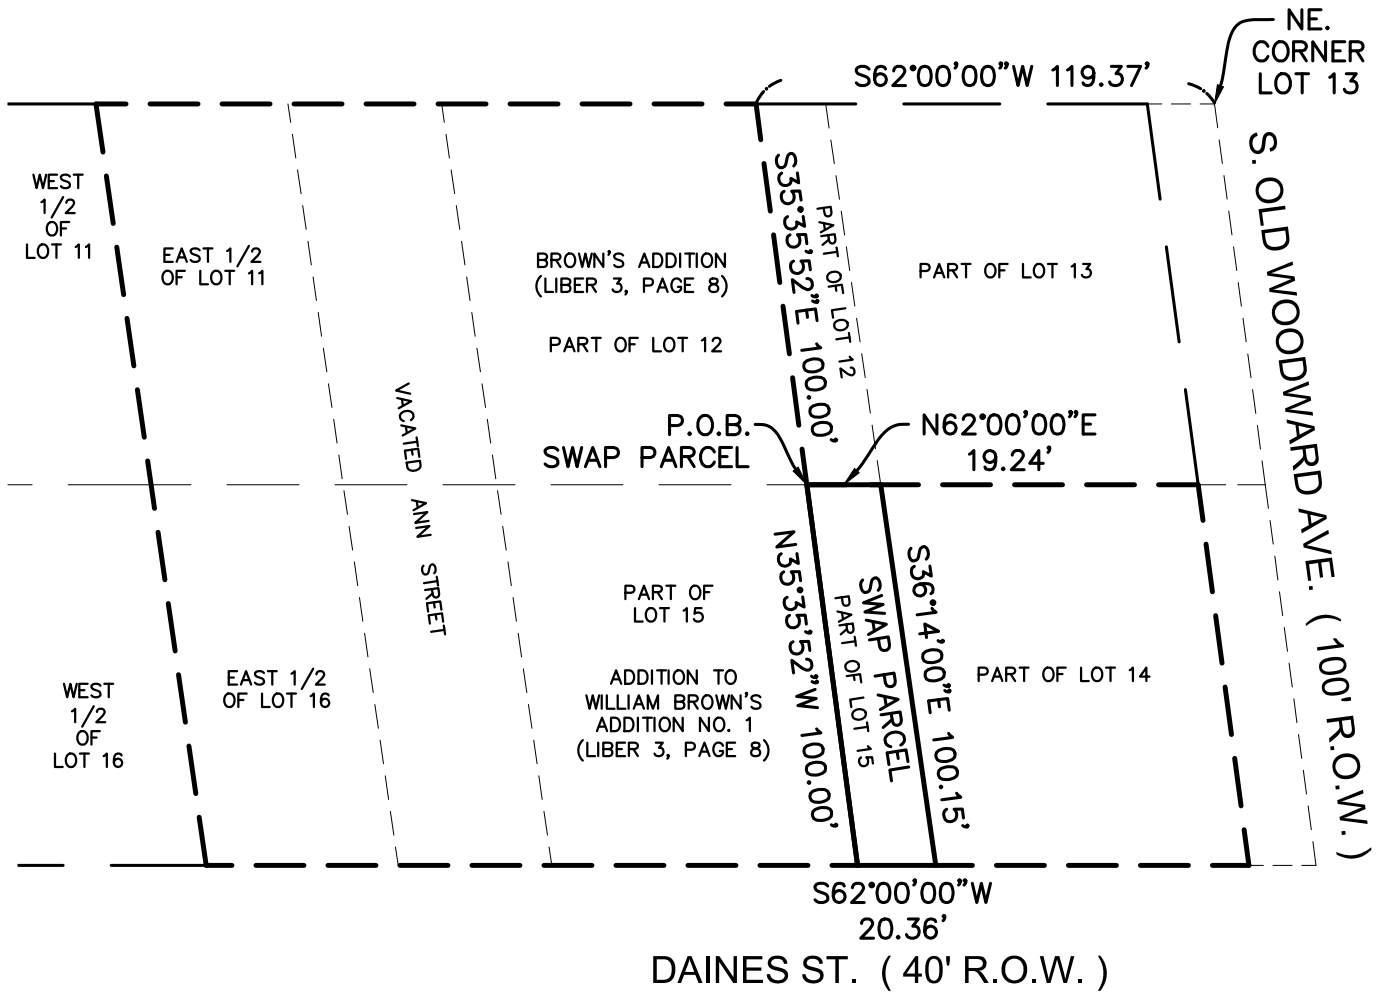 NE.
CORNER
LOT 13
S62°00'00"W 119.37'
S. OLD WOODWARD AVE. ( 100' R.O.W. )
WEST
1/2
OF
LOT 11
EAST 1/2
OF LOT 11
BROWN'S ADDITION
(LIBER 3, PAGE 8)
PART OF LOT 12
S35°35'52"E 100.00'
PART OF LOT 12
PART OF LOT 13
VACATED ANN STREET
P.O.B.
SWAP PARCEL
N62°00'00"E
19.24'
WEST
1/2
OF
LOT 16
EAST 1/2
OF LOT 16
PART OF
LOT 15
ADDITION TO
WILLIAM BROWN'S
ADDITION NO. 1
(LIBER 3, PAGE 8)
N35°35'52"W 100.00'
SWAP PARCEL
PART OF LOT 15
S36°14'00"E 100.15'
PART OF LOT 14
S62°00'00"W
20.36'
DAINES ST. ( 40' R.O.W. )